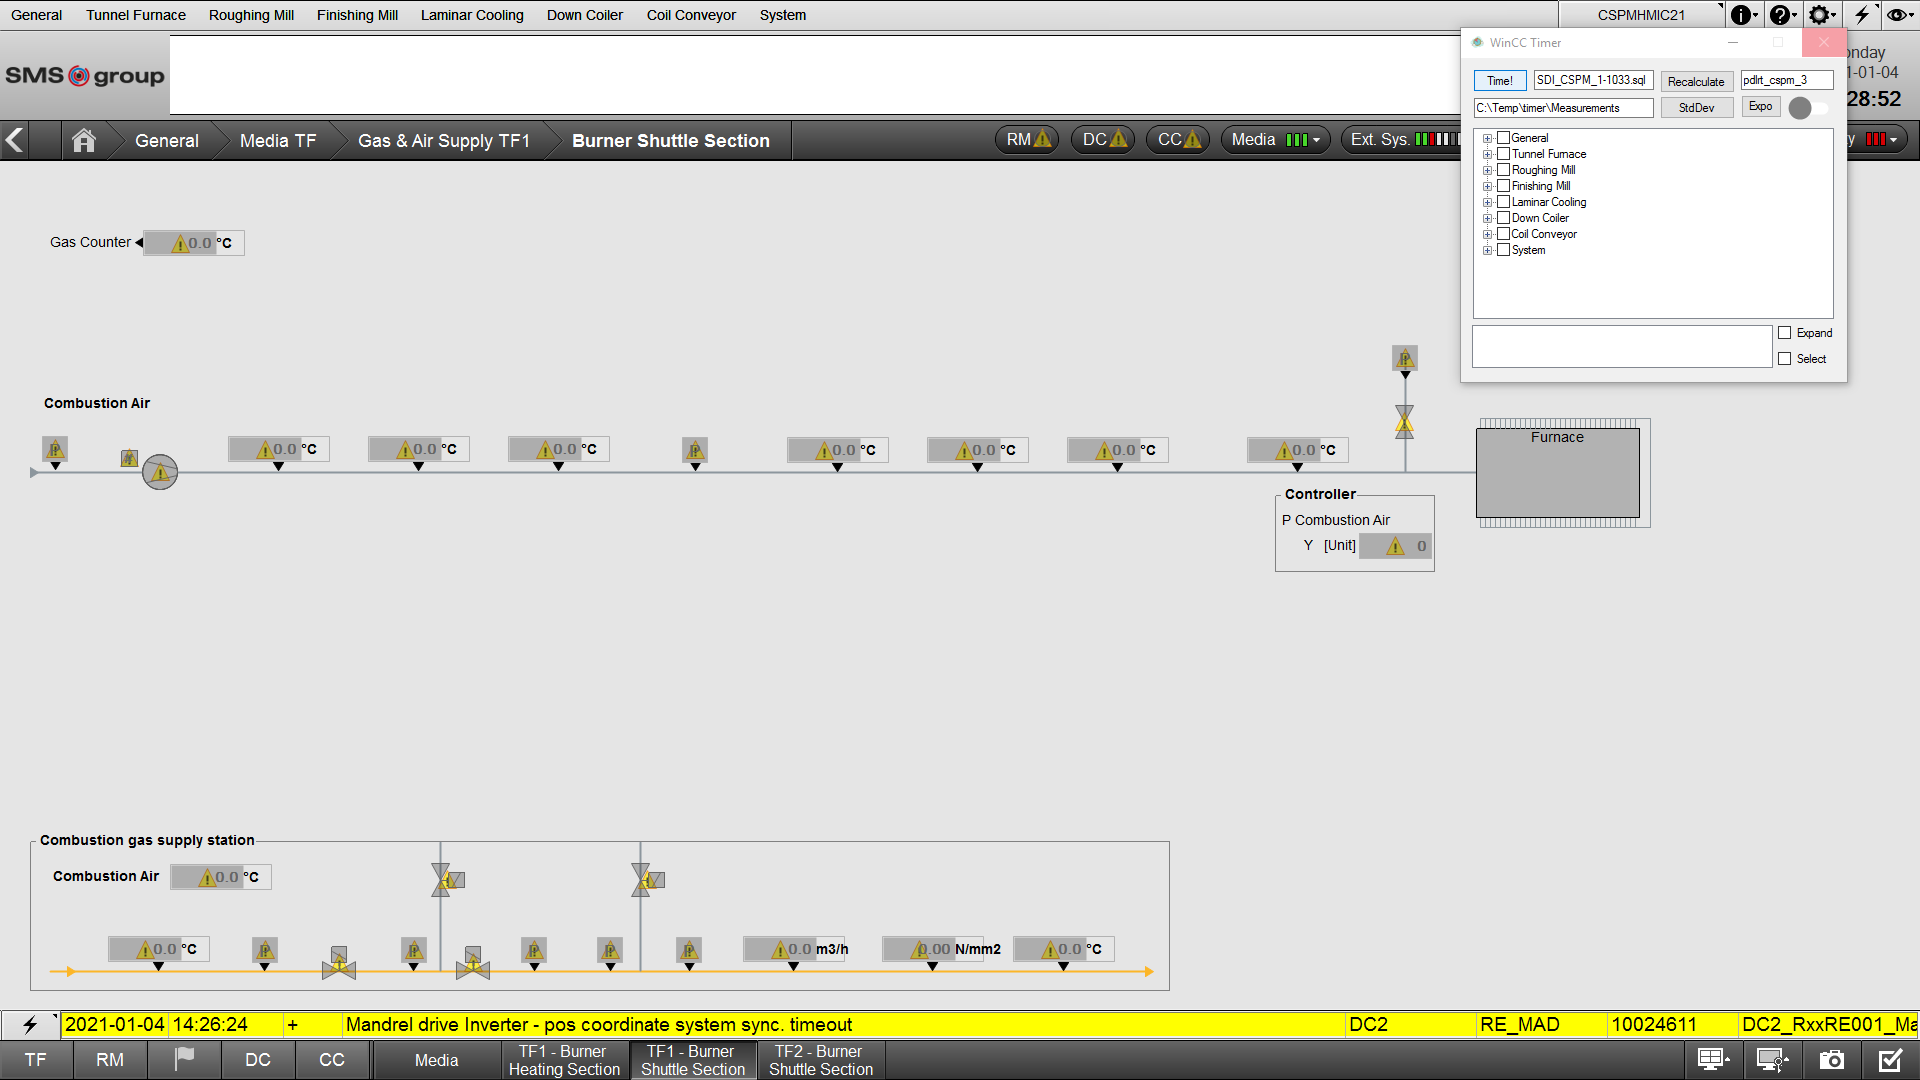 General Tunnel Furnace Roughing Mill Finishing Mill Laminar Cooling Down Coiler Coil Conveyor System CSPMHMIC21
SMS group
WinCC Timer
Time! SDI_CSPM_1-1033.sql Recalculate pdlrt_cspm_3
C:\Temp\timer\Measurements StdDev Expo
onday
1-01-04
28:52
General Media TF Gas & Air Supply TF1 Burner Shuttle Section RM DC CC Media Ext. Sys. y
General
Tunnel Furnace
Roughing Mill
Finishing Mill
Laminar Cooling
Down Coiler
Coil Conveyor
System
Expand
Select
Gas Counter 0.0 °C
Combustion Air
0.0 °C 0.0 °C 0.0 °C 0.0 °C 0.0 °C 0.0 °C 0.0 °C
Furnace
Controller
P Combustion Air
Y [Unit] 0
Combustion gas supply station
Combustion Air 0.0 °C
0.0 °C 0.0 m3/h 0.00 N/mm2 0.0 °C
2021-01-04 14:26:24 + Mandrel drive Inverter - pos coordinate system sync. timeout DC2 RE_MAD 10024611 DC2_RxxRE001_Ma
TF RM DC CC Media TF1 - Burner Heating Section TF1 - Burner Shuttle Section TF2 - Burner Shuttle Section